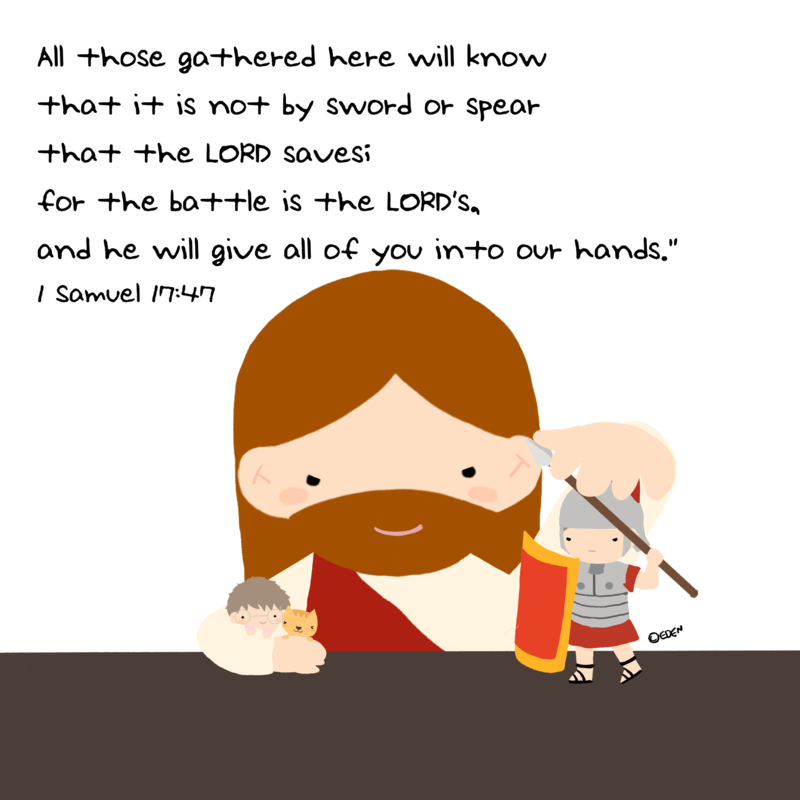 All those gathered here will know
that it is not by sword or spear
that the LORD saves;
for the battle is the LORD's,
and he will give all of you into our hands."
1 Samuel 17:47
©EDEN